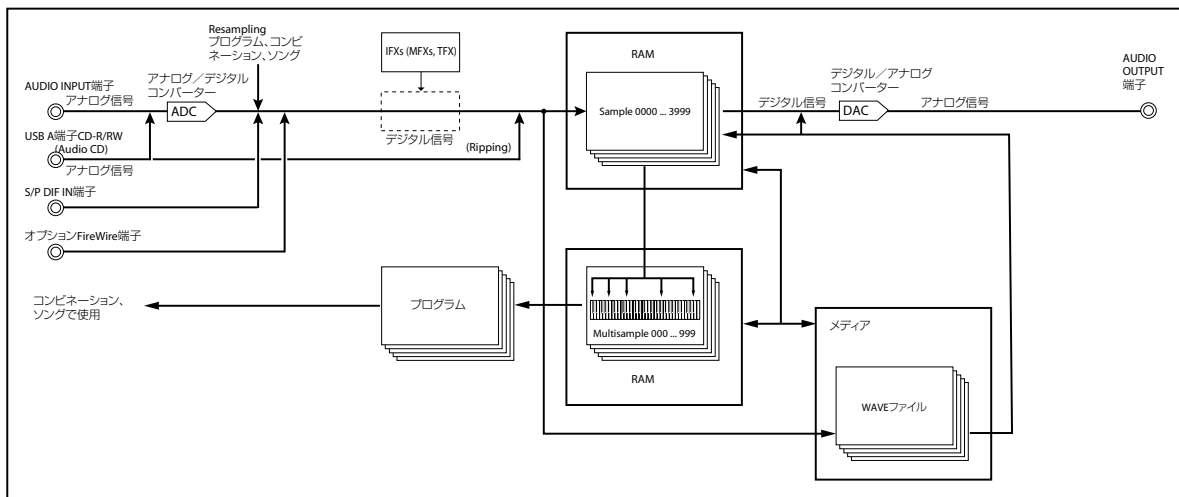 Resampling
プログラム、コンビ
ネーション、ソング
IFXs (MFXs, TFX)
RAM
AUDIO INPUT端子
アナログ信号
アナログ／デジタル
コンバーター
ADC
Sample 0000 ... 3999
デジタル信号
デジタル／アナログ
コンバーター
DAC
アナログ信号
AUDIO
OUTPUT
端子
USB A端子CD-R/RW
(Audio CD)
アナログ信号
デジタル信号
(Ripping)
S/P DIF IN端子
オプションFireWire端子
コンビネーション、
ソングで使用
プログラム
Multisample 000 ... 999
RAM
メディア
WAVEファイル